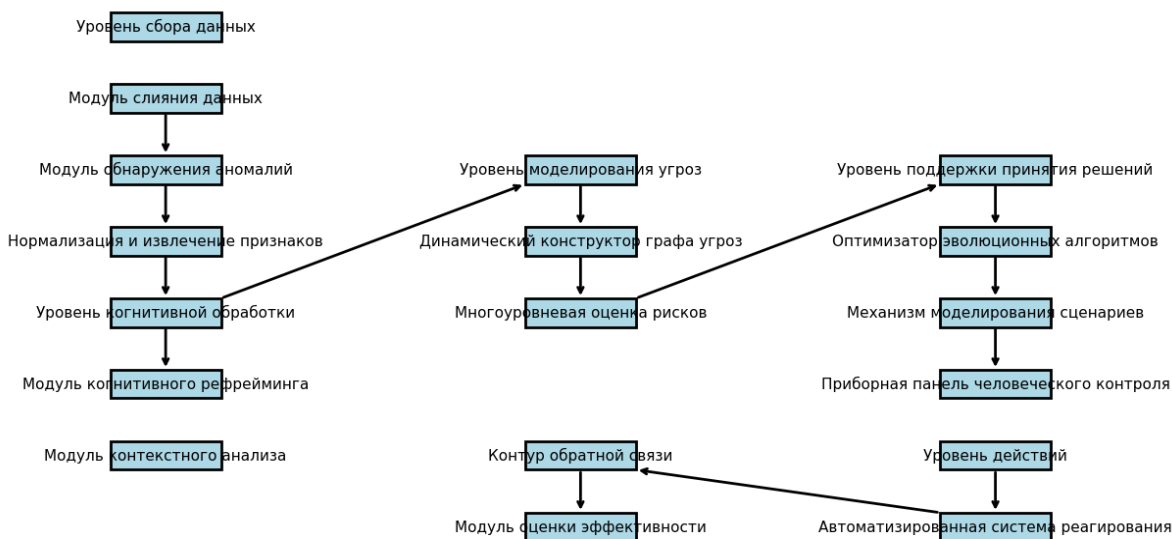 Уровень сбора данных
Модуль слияния данных
Модуль обнаружения аномалий
Нормализация и извлечение признаков
Уровень когнитивной обработки
Модуль когнитивного рефрейминга
Модуль контекстного анализа
Уровень моделирования угроз
Динамический конструктор графа угроз
Многоуровневая оценка рисков
Контур обратной связи
Модуль оценки эффективности
Уровень поддержки принятия решений
Оптимизатор эволюционных алгоритмов
Механизм моделирования сценариев
Приборная панель человеческого контроля
Уровень действий
Автоматизированная система реагирования